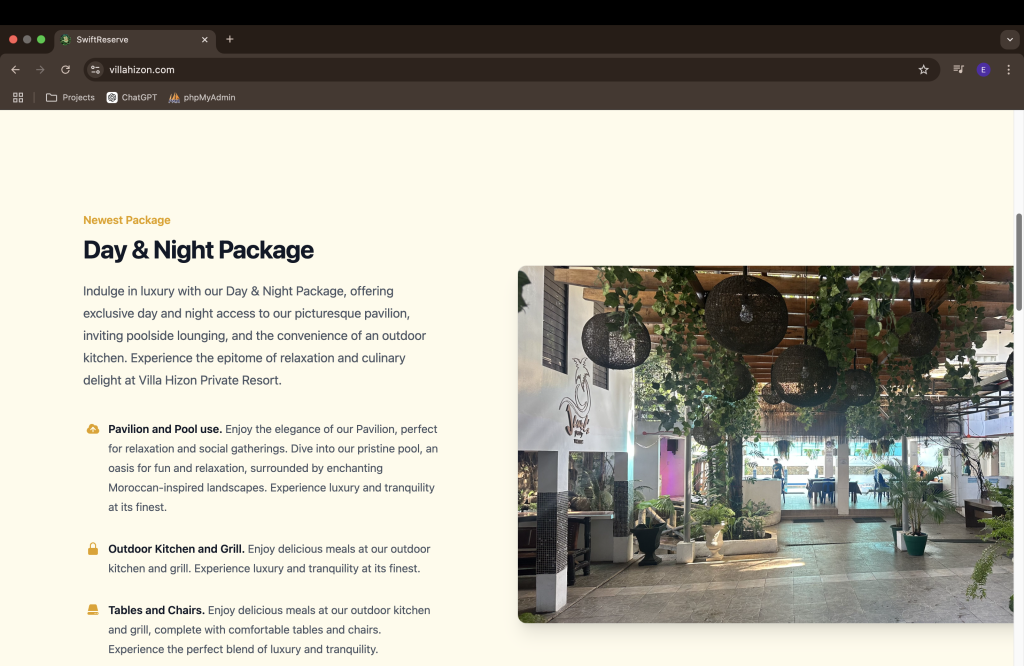 SwiftReserve
villahizon.com
E
Projects
ChatGPT
phpMyAdmin
Newest Package
Day & Night Package
Indulge in luxury with our Day & Night Package, offering
exclusive day and night access to our picturesque pavilion,
inviting poolside lounging, and the convenience of an outdoor
kitchen. Experience the epitome of relaxation and culinary
delight at Villa Hizon Private Resort.
Pavilion and Pool use. Enjoy the elegance of our Pavilion, perfect
for relaxation and social gatherings. Dive into our pristine pool, an
oasis for fun and relaxation, surrounded by enchanting
Moroccan-inspired landscapes. Experience luxury and tranquility
at its finest.
Outdoor Kitchen and Grill. Enjoy delicious meals at our outdoor
kitchen and grill. Experience luxury and tranquility at its finest.
Tables and Chairs. Enjoy delicious meals at our outdoor kitchen
and grill, complete with comfortable tables and chairs.
Experience the perfect blend of luxury and tranquility.